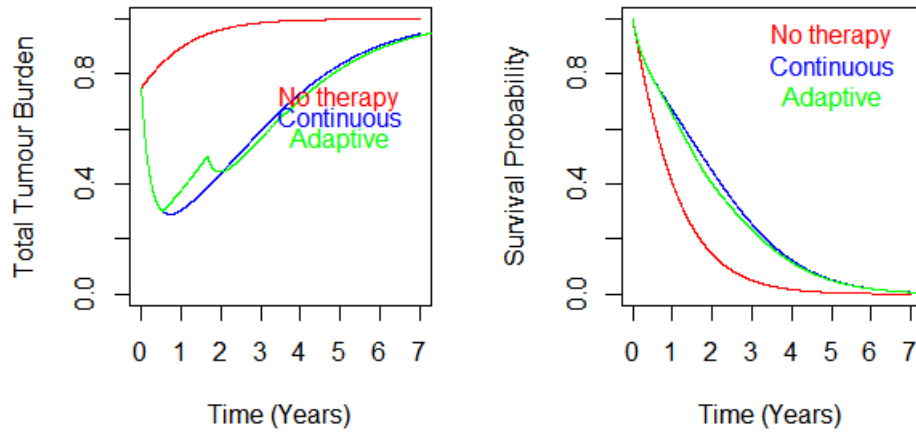 Total Tumour Burden
0.8
0.4
0.0
No therapy
Continuous
Adaptive
0 1 2 3 4 5 6 7
Time (Years)
Survival Probability
0.8
0.4
0.0
No therapy
Continuous
Adaptive
0 1 2 3 4 5 6 7
Time (Years)